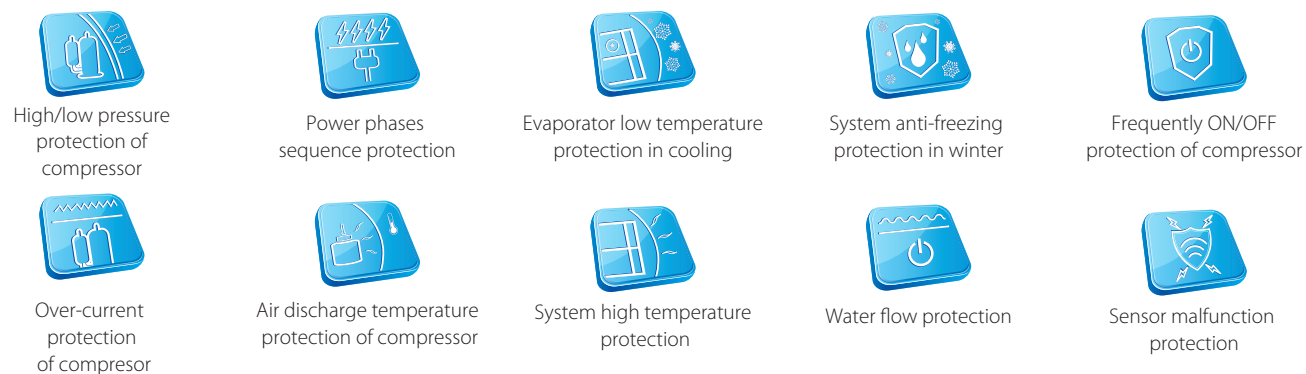 High/low pressure
protection of
compressor
Power phases
sequence protection
Evaporator low temperature
protection in cooling
System anti-freezing
protection in winter
Frequently ON/OFF
protection of compressor
Over-current
protection
of compresor
Air discharge temperature
protection of compressor
System high temperature
protection
Water flow protection
Sensor malfunction
protection